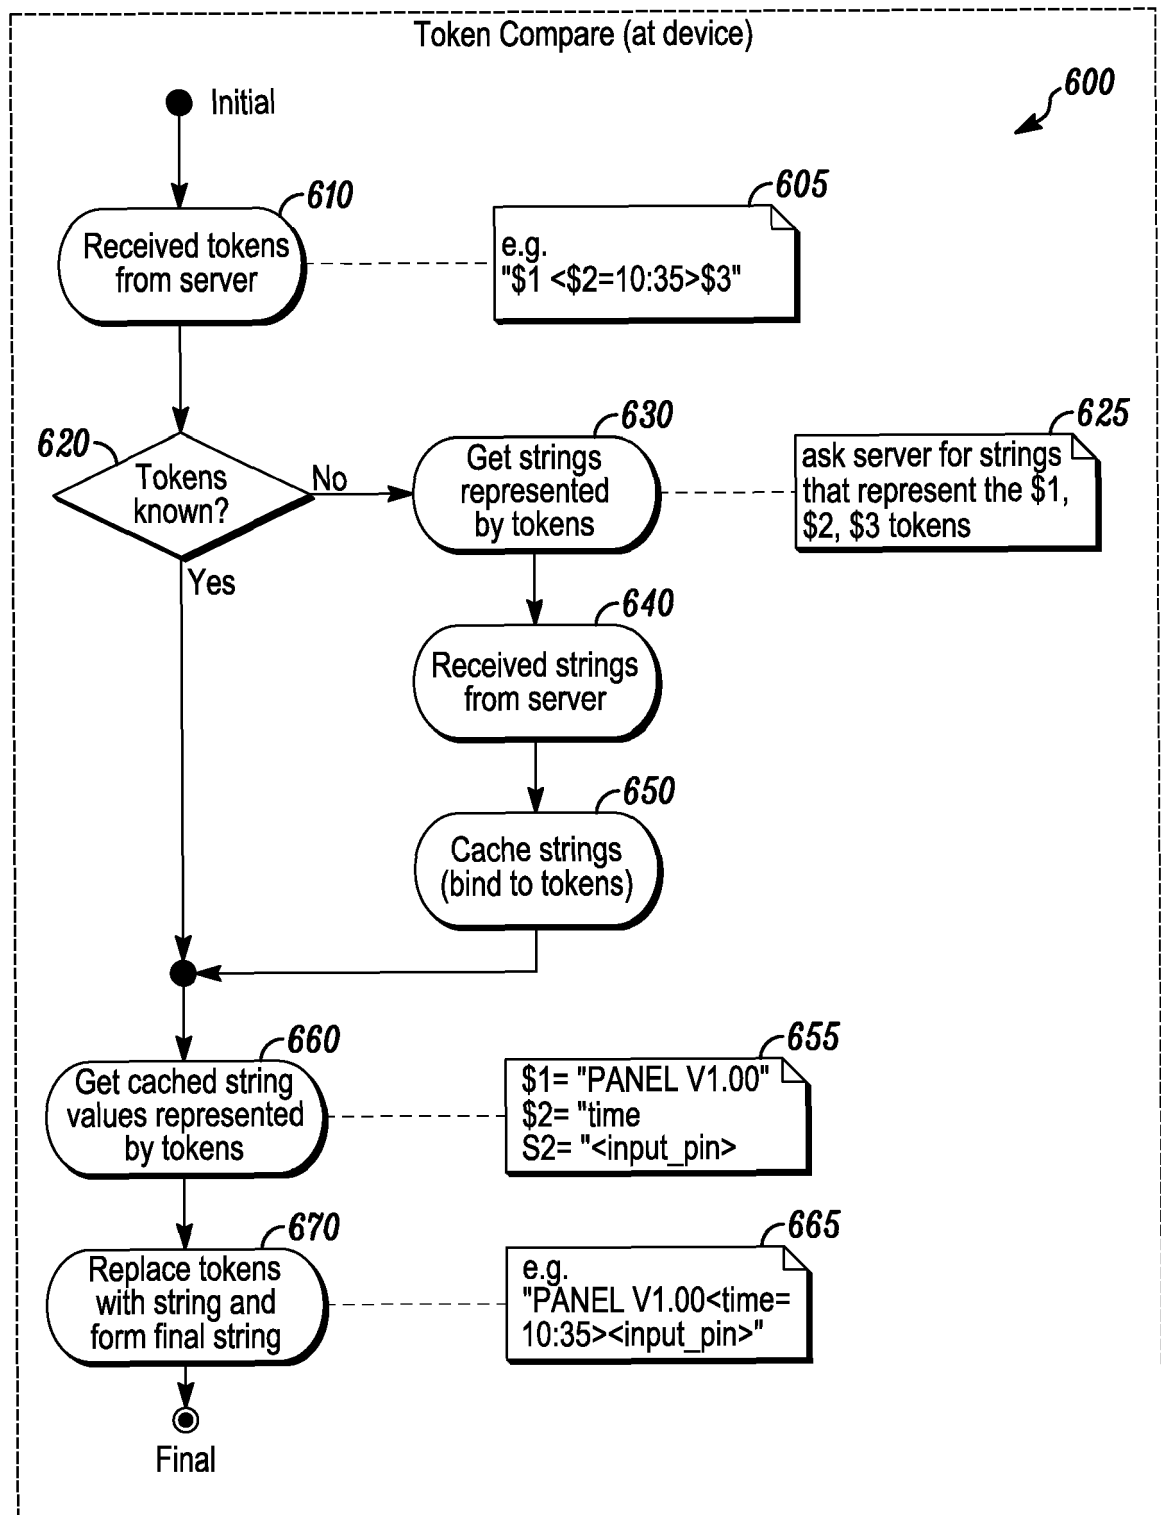 Token Compare (at device)
600
Initial
610
Received tokens
from server
605
e.g.
"$1 <$2=10:35>$3"
620
Tokens
known?
No
Yes
630
Get strings
represented
by tokens
625
ask server for strings
that represent the $1,
$2, $3 tokens
640
Received strings
from server
650
Cache strings
(bind to tokens)
660
Get cached string
values represented
by tokens
655
$1= "PANEL V1.00"
$2= "time
S2= "<input_pin>
670
Replace tokens
with string and
form final string
665
e.g.
"PANEL V1.00<time=
10:35><input_pin>"
Final